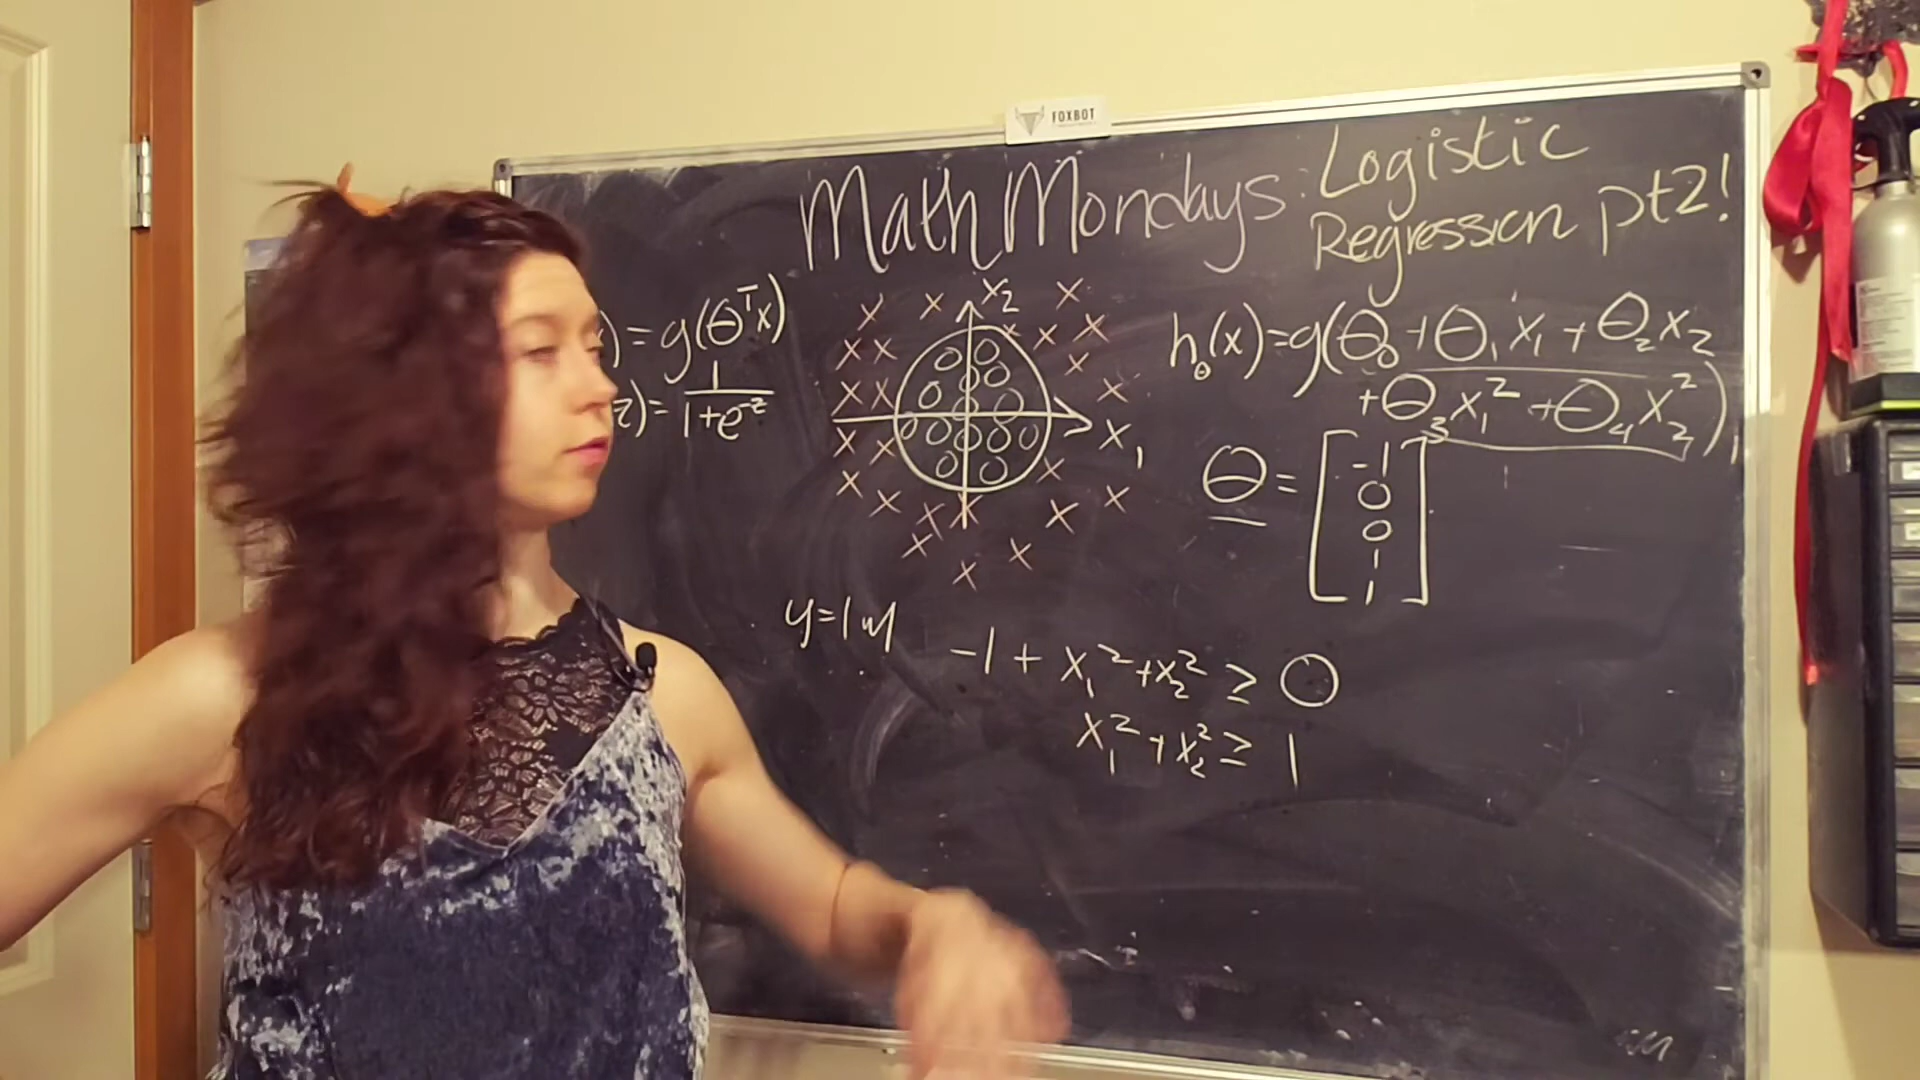 FOXBOT
Math Mondays: Logistic
Regression pt2!
) = g(θᵀx)
z) = 1/(1+e⁻ᶻ)
x₂
x₁
h_θ(x) = g(θ₀ + θ₁x₁ + θ₂x₂
+ θ₃x₁² + θ₄x₂²)
θ = [-1
0
0
1
1]
y=1 if
-1 + x₁² + x₂² ≥ 0
x₁² + x₂² ≥ 1